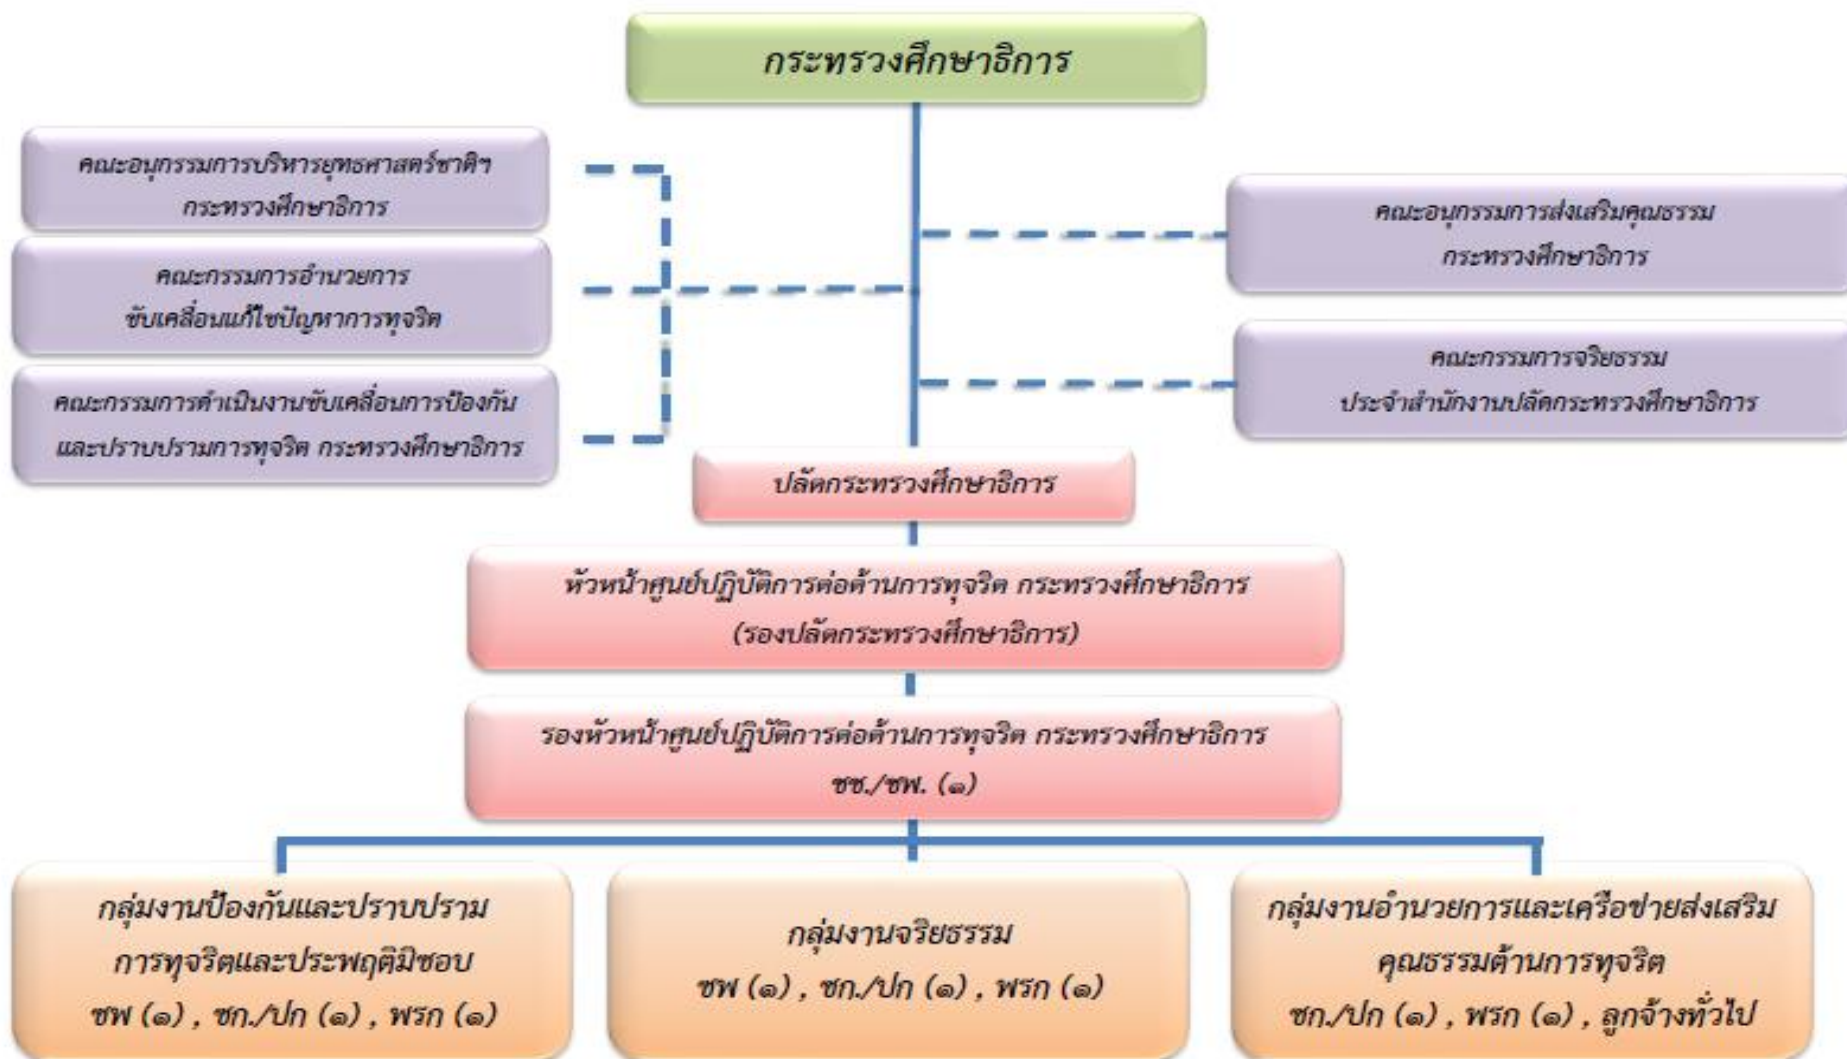 กระทรวงศึกษาธิการ
คณะอนุกรรมการบริหารยุทธศาสตร์ชาติฯ
กระทรวงศึกษาธิการ
คณะกรรมการอำนวยการ
ขับเคลื่อนแก้ไขปัญหาการทุจริต
คณะกรรมการดำเนินงานขับเคลื่อนการป้องกัน
และปราบปรามการทุจริต กระทรวงศึกษาธิการ
คณะอนุกรรมการส่งเสริมคุณธรรม
กระทรวงศึกษาธิการ
คณะกรรมการจริยธรรม
ประจำสำนักงานปลัดกระทรวงศึกษาธิการ
ปลัดกระทรวงศึกษาธิการ
หัวหน้าศูนย์ปฏิบัติการต่อต้านการทุจริต กระทรวงศึกษาธิการ
(รองปลัดกระทรวงศึกษาธิการ)
รองหัวหน้าศูนย์ปฏิบัติการต่อต้านการทุจริต กระทรวงศึกษาธิการ
ชช./ชพ. (๑)
กลุ่มงานป้องกันและปราบปราม
การทุจริตและประพฤติมิชอบ
ชพ (๑) , ชก./ปก (๑) , พรก (๑)
กลุ่มงานจริยธรรม
ชพ (๑) , ชก./ปก (๑) , พรก (๑)
กลุ่มงานอำนวยการและเครือข่ายส่งเสริม
คุณธรรมต้านการทุจริต
ชก./ปก (๑) , พรก (๑) , ลูกจ้างทั่วไป